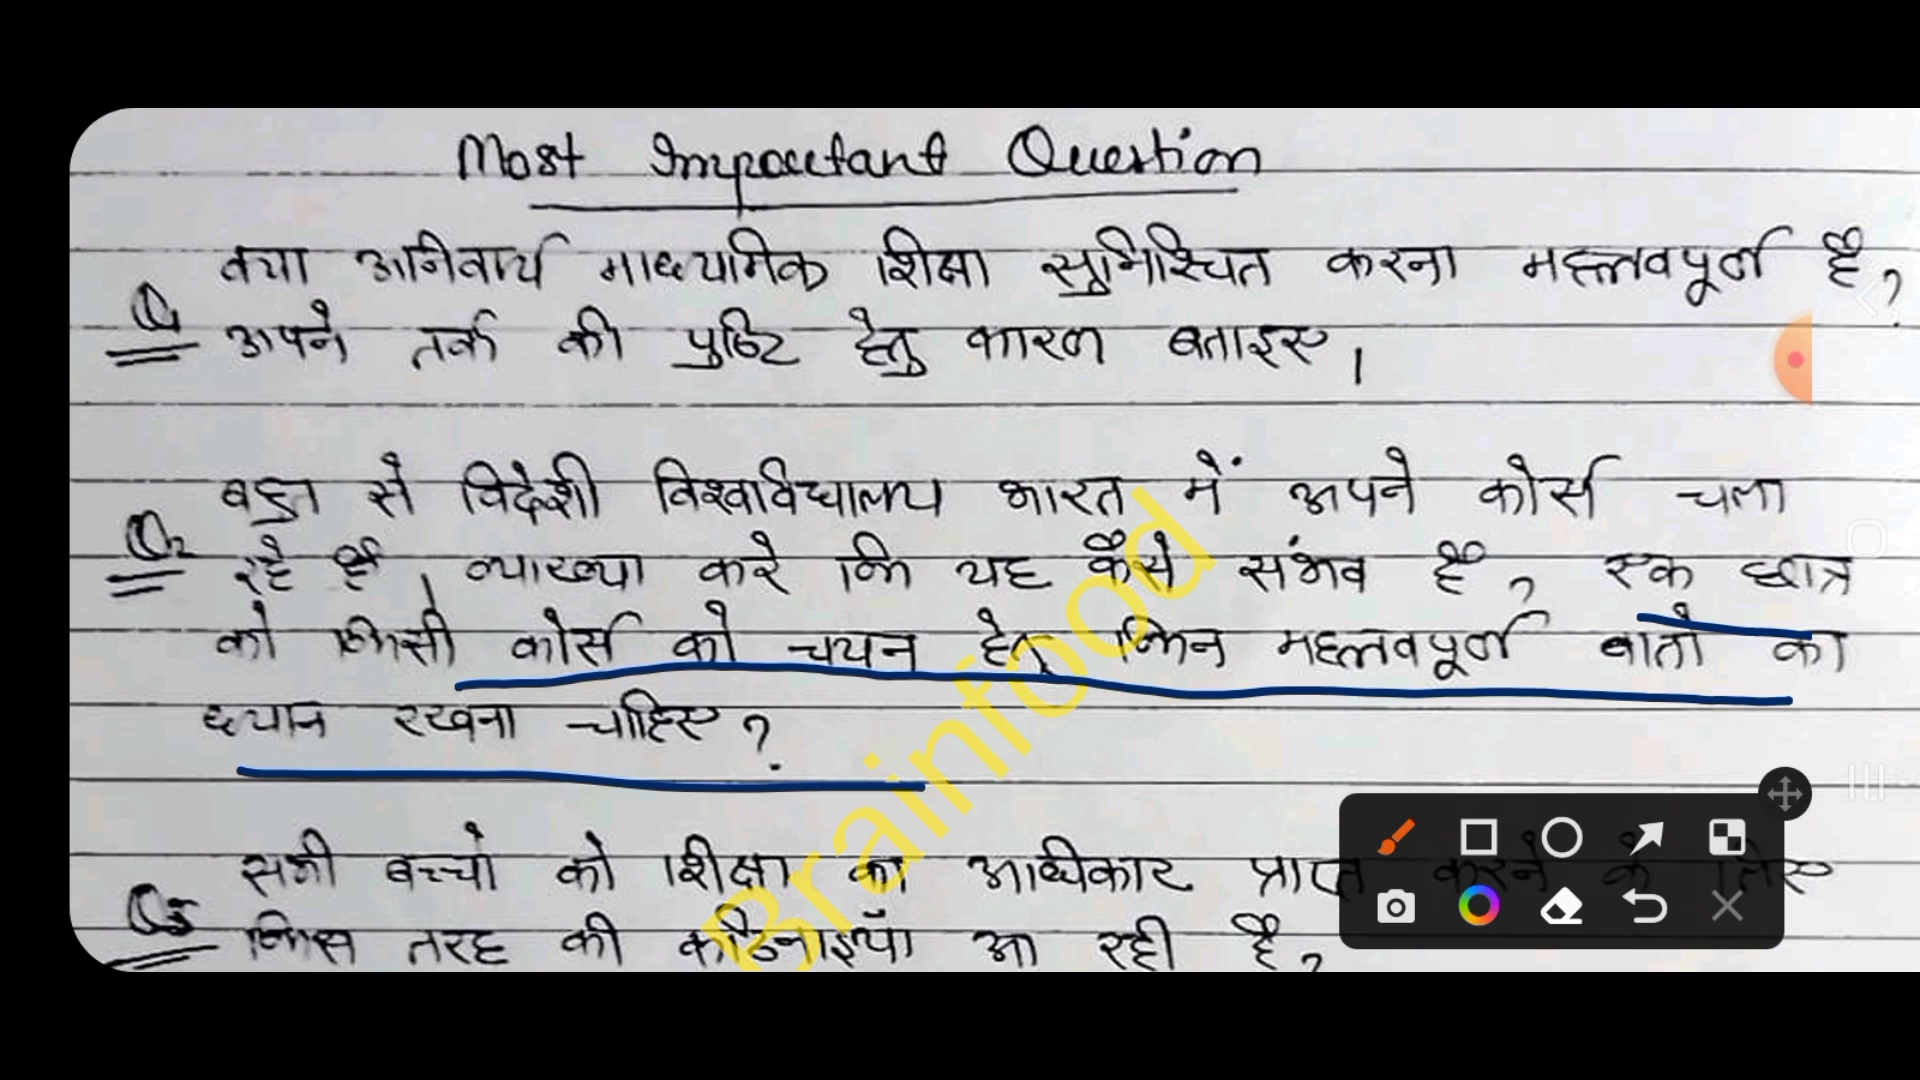 Most Important Question
Q1 क्या अनिवार्य माध्यमिक शिक्षा सुनिश्चित करना महत्त्वपूर्ण है?
अपने तर्क की पुष्टि हेतु कारण बताइए।
Q2 बहुत से विदेशी विश्वविद्यालय भारत में अपने कोर्स चला
रहे हैं। व्याख्या करे कि यह कैसे संभव है? एक छात्र
को किसी कोर्स को चयन हेतु किन महत्त्वपूर्ण बातो का
ध्यान रखना चाहिए?
Q3 सभी बच्चो को शिक्षा का अधिकार प्राप्त करने के लिए
किस तरह की कठिनाइयाँ आ रही है?
Brainfood